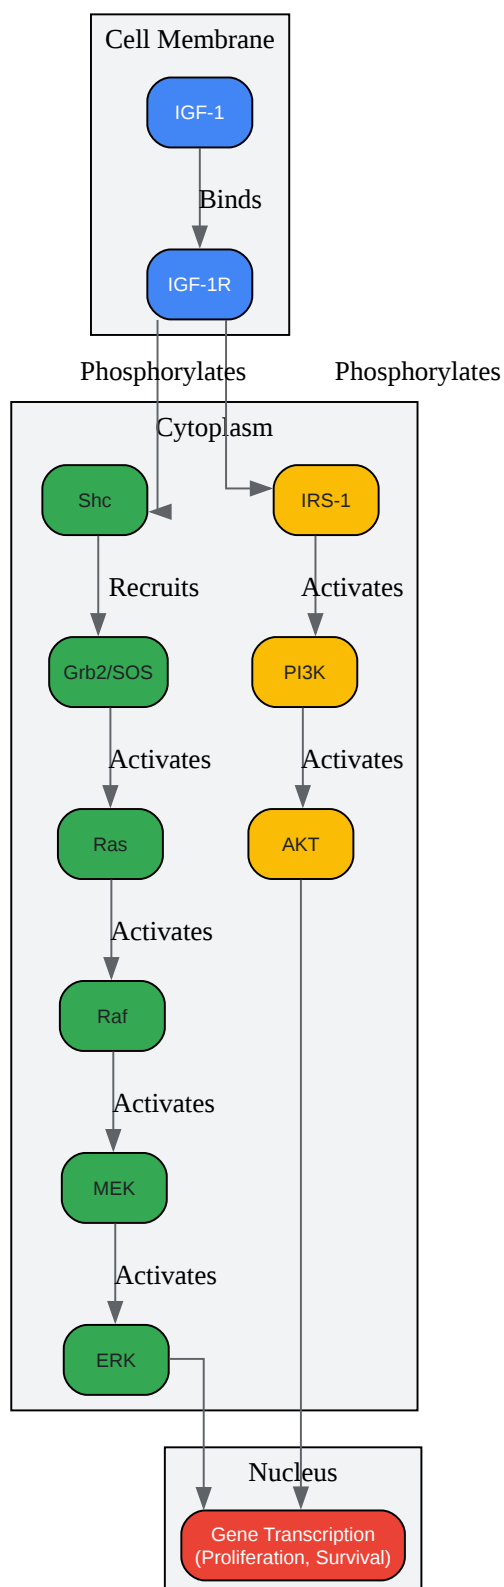 Cell Membrane
IGF-1
Binds
IGF-1R
Phosphorylates
Phosphorylates
Cytoplasm
Shc
IRS-1
Recruits
Activates
Grb2/SOS
PI3K
Activates
Activates
Ras
AKT
Activates
Raf
Activates
MEK
Activates
ERK
Nucleus
Gene Transcription
(Proliferation, Survival)